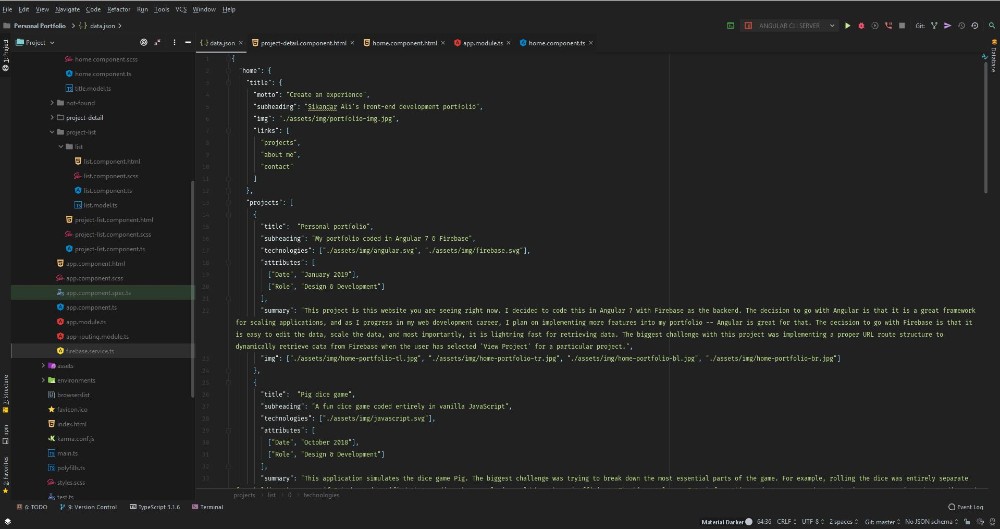 File Edit View Navigate Code Refactor Run Tools VCS Window Help
Personal Portfolio data.json
ANGULAR CLI SERVER
Git:
Project
data.json
project-detail.component.html
home.component.html
app.module.ts
home.component.ts
Database
home.component.scss
home.component.ts
title.model.ts
not-found
project-detail
project-list
list
list.component.html
list.component.scss
list.component.ts
list.model.ts
project-list.component.html
project-list.component.scss
project-list.component.ts
app.component.html
app.component.scss
app.component.spec.ts
app.component.ts
app.module.ts
app-routing.module.ts
firebase.service.ts
assets
environments
browserslist
favicon.ico
index.html
karma.conf.js
main.ts
polyfills.ts
styles.scss
test.ts
{
"home": {
"title": {
"motto": "Create an experience",
"subheading": "Sikandar Ali's front-end development portfolio",
"img": "./assets/img/portfolio-img.jpg",
"links": [
"projects",
"about me",
"contact"
]
},
"projects": [
{
"title": "Personal portfolio",
"subheading": "My portfolio coded in Angular 7 & Firebase",
"technologies": ["./assets/img/angular.svg", "./assets/img/firebase.svg"],
"attributes": [
["Date", "January 2019"],
["Role", "Design & Development"]
],
"summary": "This project is this website you are seeing right now. I decided to code this in Angular 7 with Firebase as the backend. The decision to go with Angular is that it is a great framework
for scaling applications, and as I progress in my web development career, I plan on implementing more features into my portfolio -- Angular is great for that. The decision to go with Firebase is that it
is easy to edit the data, scale the data, and most importantly, it is lightning fast for retrieving data. The biggest challenge with this project was implementing a proper URL route structure to
dynamically retrieve data from Firebase when the user has selected 'View Project' for a particular project.",
"img": ["./assets/img/home-portfolio-tl.jpg", "./assets/img/home-portfolio-tr.jpg", "./assets/img/home-portfolio-bl.jpg", "./assets/img/home-portfolio-br.jpg"]
},
{
"title": "Pig dice game",
"subheading": "A fun dice game coded entirely in vanilla JavaScript",
"technologies": ["./assets/img/javascript.svg"],
"attributes": [
["Date", "October 2018"],
["Role", "Design & Development"]
],
"summary": "This application simulates the dice game Pig. The biggest challenge was trying to break down the most essential parts of the game. For example, rolling the dice was entirely separate
projects list 0 technologies
6: TODO 9: Version Control TypeScript 3.1.6 Terminal Event Log
Material Darker 64:36 CRLF UTF-8 2 spaces Git: master No JSON schema